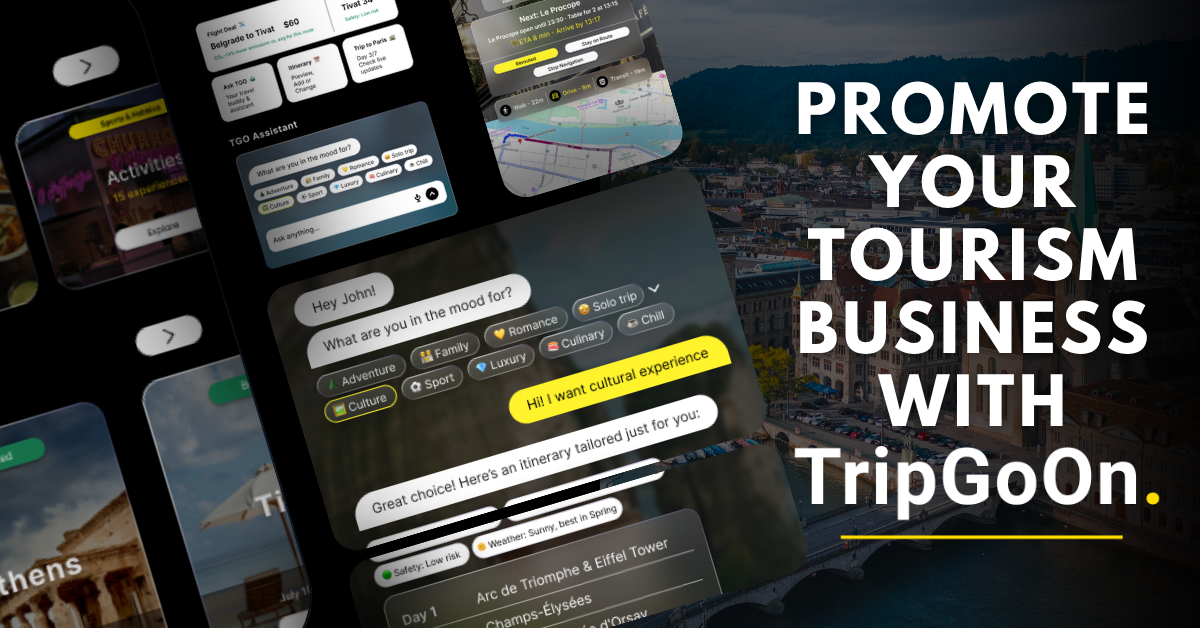 Flight Deal ✈️
Belgrade to Tivat $60
Safety: Low risk
Ask TGO
Your travel
buddy &
assistant
Itinerary
Preview,
Add or
Change
Trip to Paris
Day 3/7
Check live
updates
TGO Assistant
What are you in the mood for?
Adventure
Family
Romance
Solo trip
Culture
Sport
Luxury
Culinary
Chill
Ask anything...
Next: Le Procope
Le Procope open until 23:30 · Table for 2 at 13:15
ETA 8 min - Arrive by 13:17
Rerouted
Stay on Route
Stop Navigation
Walk - 22m
Drive - 8m
Transit - 19m
Sports & nutrition
CHURRO
Activities
15 experience
Explore
Hey John!
What are you in the mood for?
Adventure
Family
Romance
Solo trip
Culture
Sport
Luxury
Culinary
Chill
Hi! I want cultural experience
Great choice! Here's an itinerary tailored just for you:
Safety: Low risk
Weather: Sunny, best in Spring
Day 1
Arc de Triomphe & Eiffel Tower
Champs-Élysées
d'Orsay
thens
Ti
July 1
PROMOTE
YOUR
TOURISM
BUSINESS
WITH
TripGoOn.